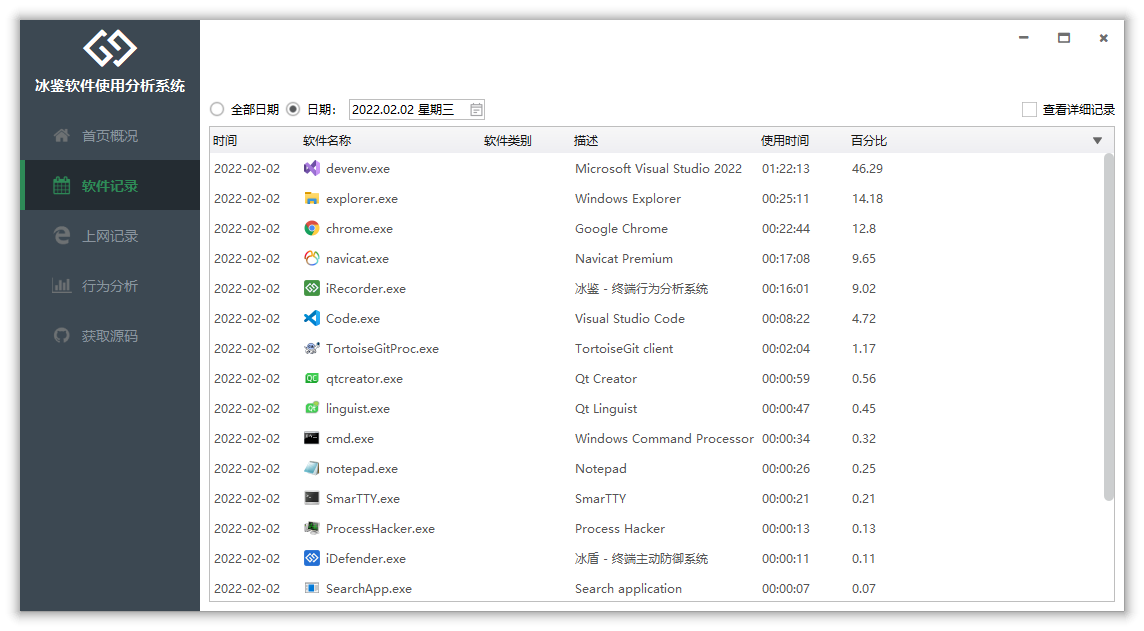 冰鉴软件使用分析系统
首页概况
软件记录
上网记录
行为分析
获取源码
全部日期 日期： 2022.02.02 星期三 查看详细记录
时间 软件名称 软件类别 描述 使用时间 百分比
2022-02-02 devenv.exe Microsoft Visual Studio 2022 01:22:13 46.29
2022-02-02 explorer.exe Windows Explorer 00:25:11 14.18
2022-02-02 chrome.exe Google Chrome 00:22:44 12.8
2022-02-02 navicat.exe Navicat Premium 00:17:08 9.65
2022-02-02 iRecorder.exe 冰鉴 - 终端行为分析系统 00:16:01 9.02
2022-02-02 Code.exe Visual Studio Code 00:08:22 4.72
2022-02-02 TortoiseGitProc.exe TortoiseGit client 00:02:04 1.17
2022-02-02 qtcreator.exe Qt Creator 00:00:59 0.56
2022-02-02 linguist.exe Qt Linguist 00:00:47 0.45
2022-02-02 cmd.exe Windows Command Processor 00:00:34 0.32
2022-02-02 notepad.exe Notepad 00:00:26 0.25
2022-02-02 SmarTTY.exe SmarTTY 00:00:21 0.21
2022-02-02 ProcessHacker.exe Process Hacker 00:00:13 0.13
2022-02-02 iDefender.exe 冰盾 - 终端主动防御系统 00:00:11 0.11
2022-02-02 SearchApp.exe Search application 00:00:07 0.07